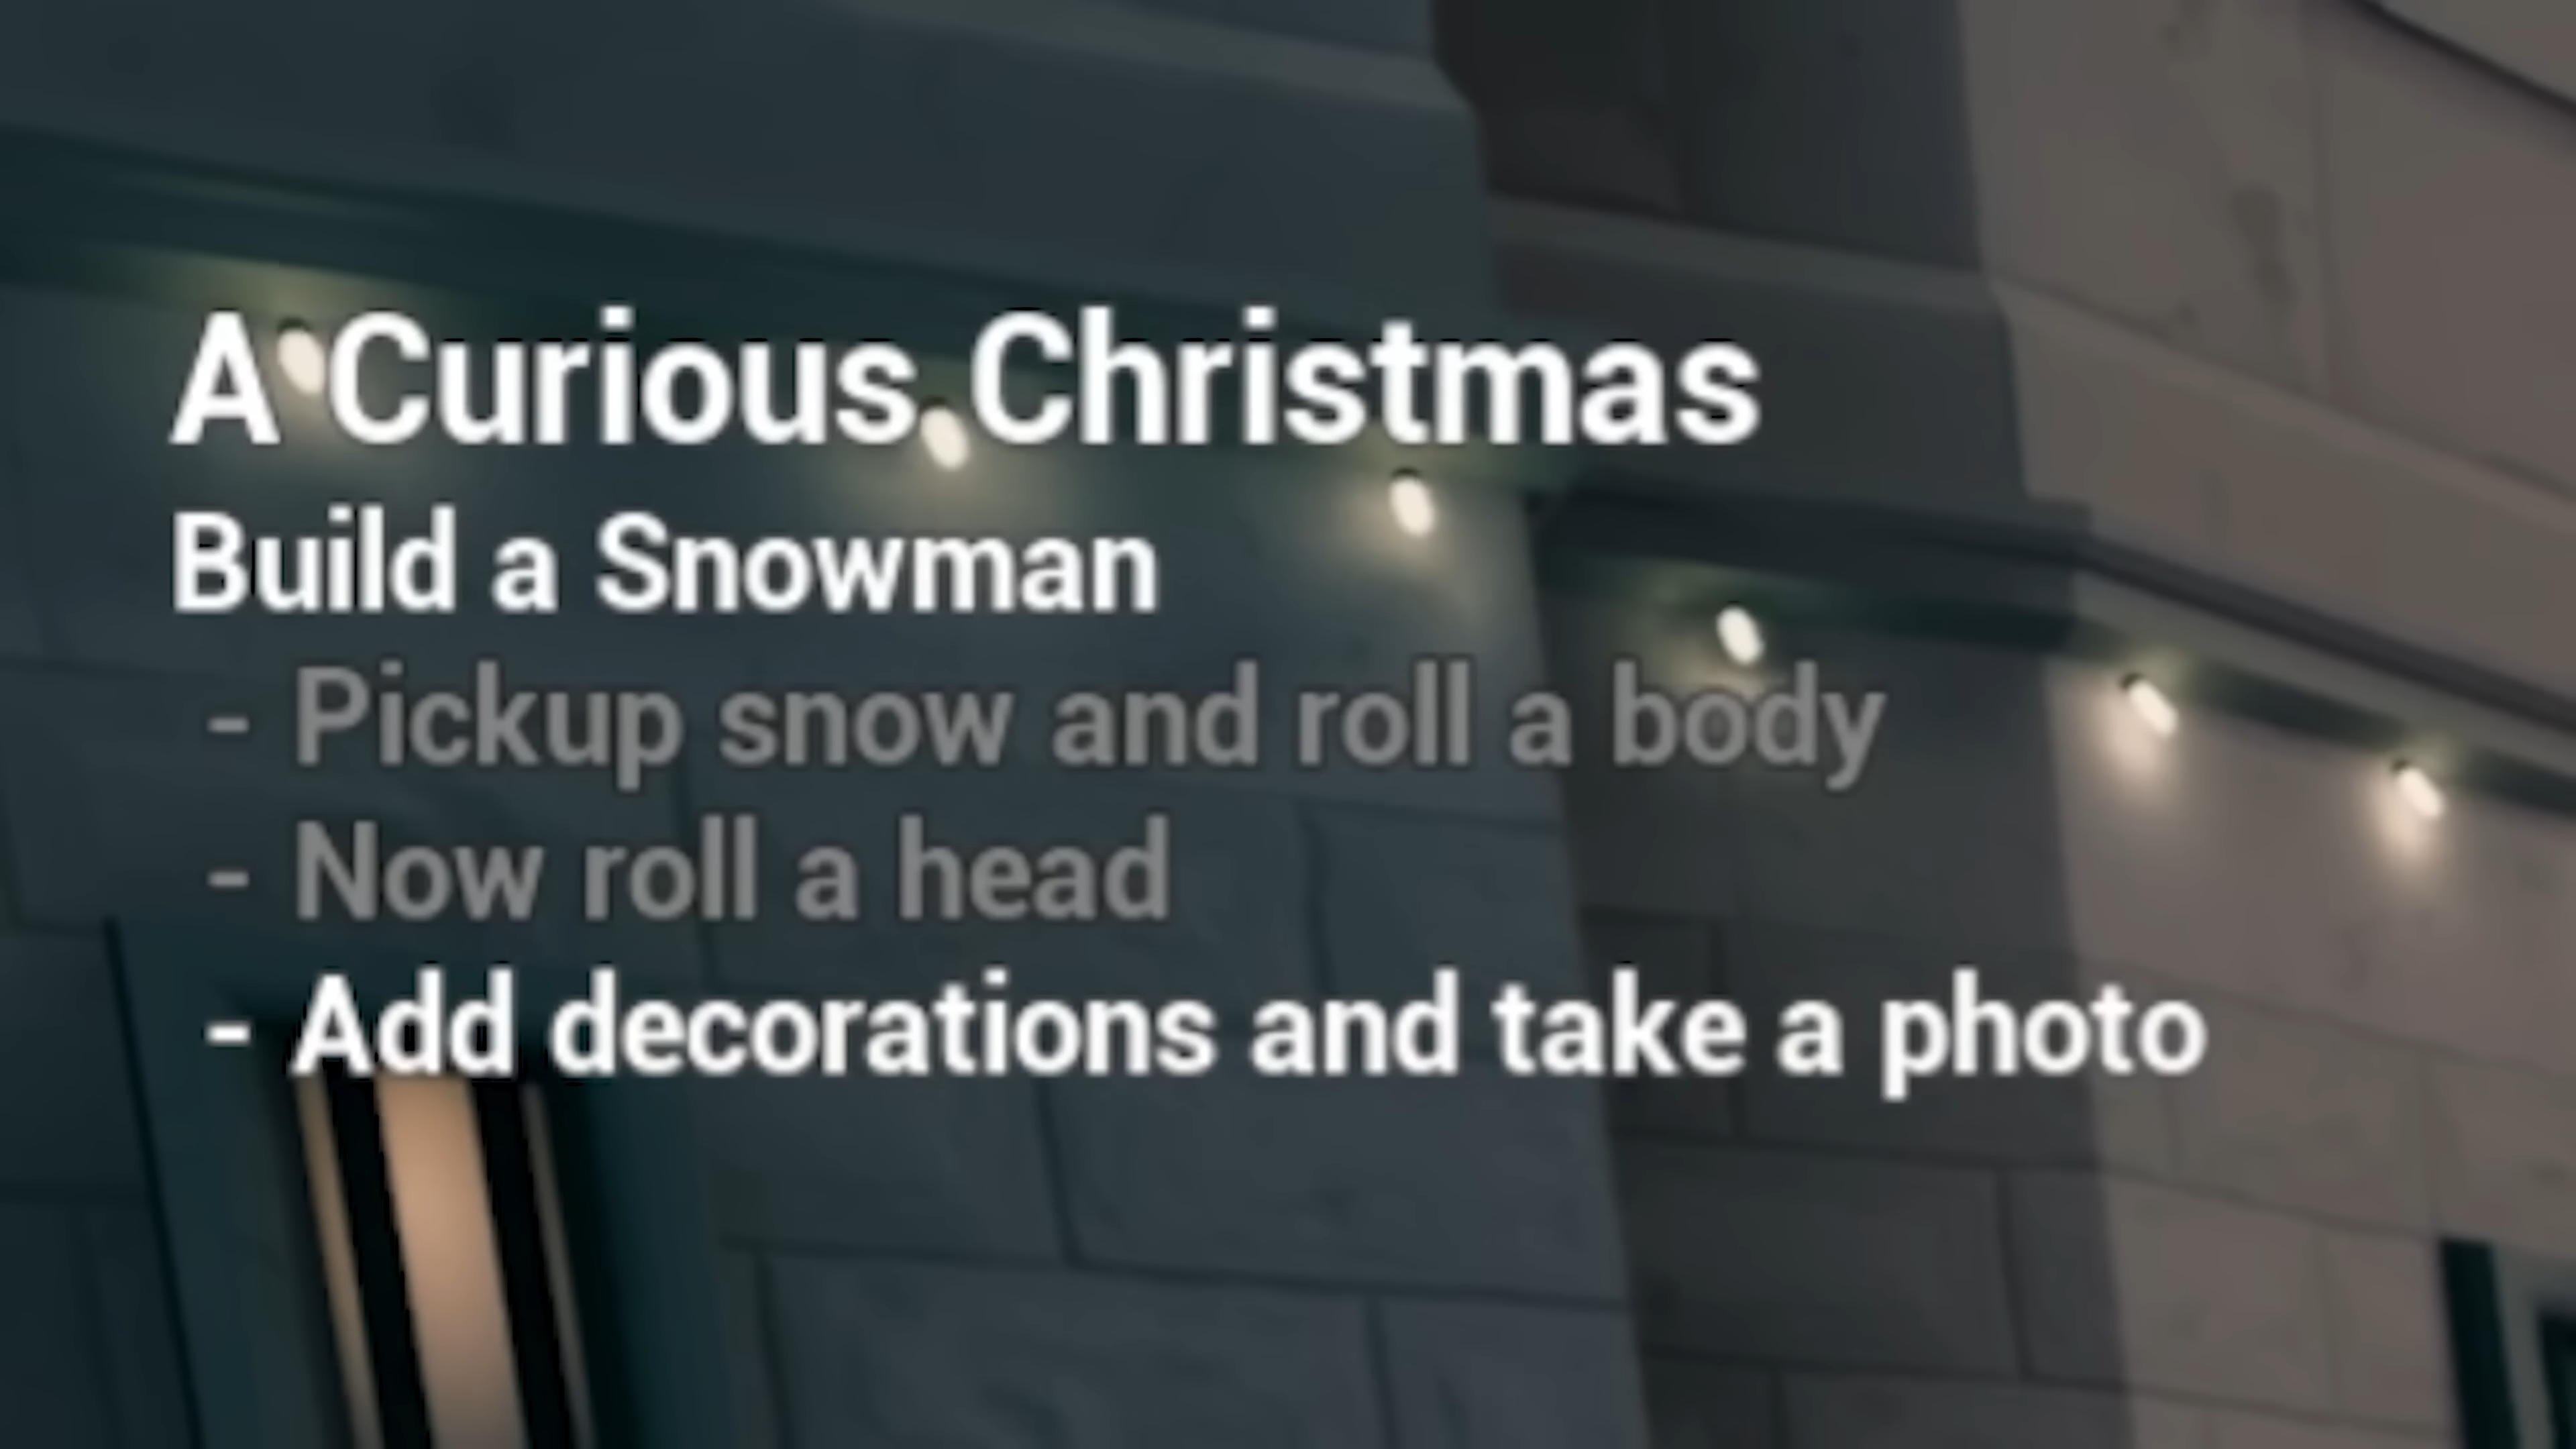 A Curious Christmas
Build a Snowman
- Pickup snow and roll a body
- Now roll a head
- Add decorations and take a photo